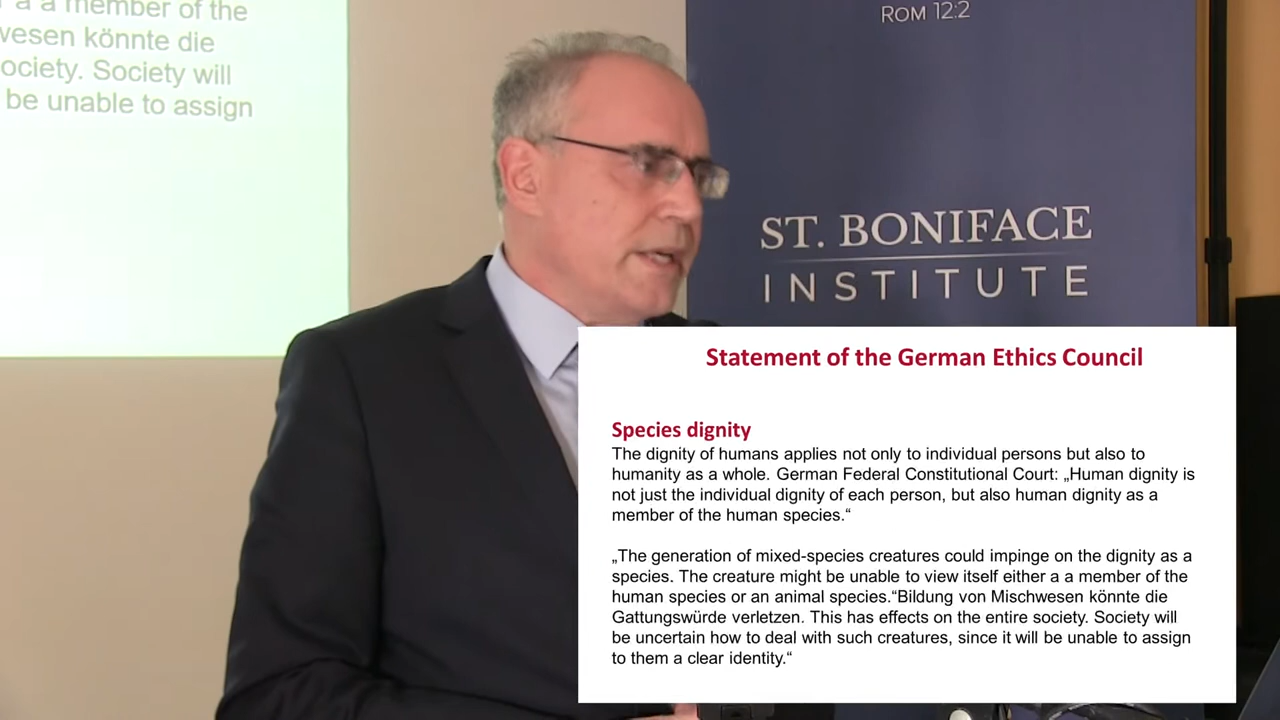 r a a member of the
wesen könnte die
ociety. Society will
be unable to assign
ROM 12:2
ST. BONIFACE
INSTITUTE
Statement of the German Ethics Council
Species dignity
The dignity of humans applies not only to individual persons but also to
humanity as a whole. German Federal Constitutional Court: „Human dignity is
not just the individual dignity of each person, but also human dignity as a
member of the human species.“
„The generation of mixed-species creatures could impinge on the dignity as a
species. The creature might be unable to view itself either a a member of the
human species or an animal species.“Bildung von Mischwesen könnte die
Gattungswürde verletzen. This has effects on the entire society. Society will
be uncertain how to deal with such creatures, since it will be unable to assign
to them a clear identity.“